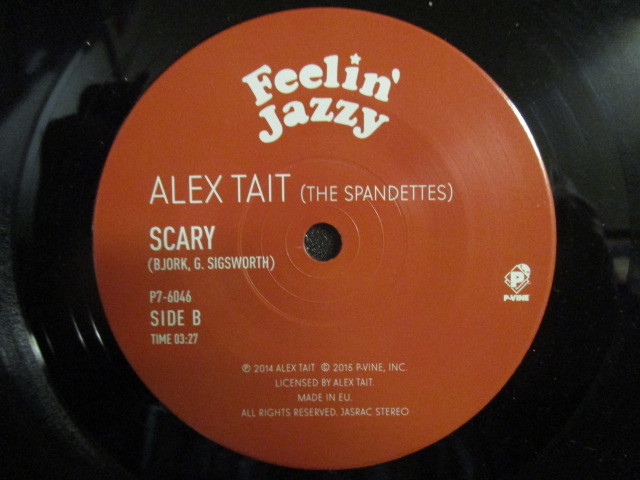 Feelin'
Jazzy
ALEX TAIT (THE SPANDETTES)
SCARY
(BJORK, G. SIGSWORTH)
P7-6046
SIDE B
TIME 03:27
P
P-VINE
℗ 2014 ALEX TAIT © 2015 P-VINE, INC.
LICENSED BY ALEX TAIT.
MADE IN EU.
ALL RIGHTS RESERVED. JASRAC STEREO